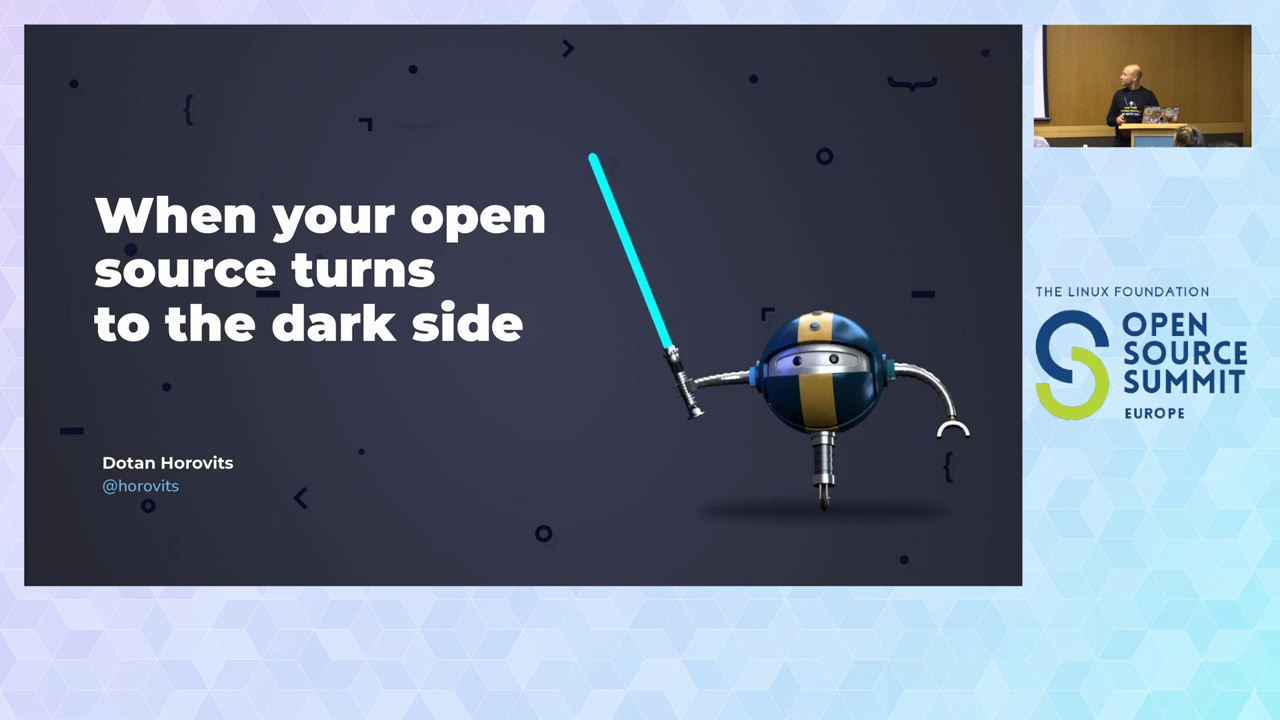 When your open
source turns
to the dark side
Dotan Horovits
@horovits
THE LINUX FOUNDATION
OPEN
SOURCE
SUMMIT
EUROPE